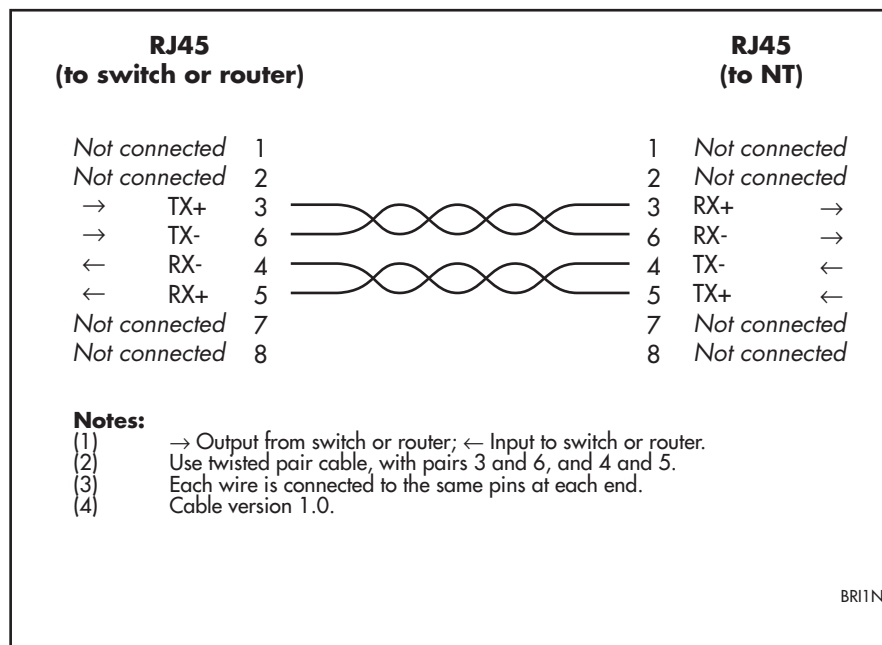 RJ45
(to switch or router)
RJ45
(to NT)
Not connected 1 1 Not connected
Not connected 2 2 Not connected
→ TX+ 3 3 RX+ →
→ TX- 6 6 RX- →
← RX- 4 4 TX- ←
← RX+ 5 5 TX+ ←
Not connected 7 7 Not connected
Not connected 8 8 Not connected
Notes:
(1) → Output from switch or router; ← Input to switch or router.
(2) Use twisted pair cable, with pairs 3 and 6, and 4 and 5.
(3) Each wire is connected to the same pins at each end.
(4) Cable version 1.0.
BRI1N